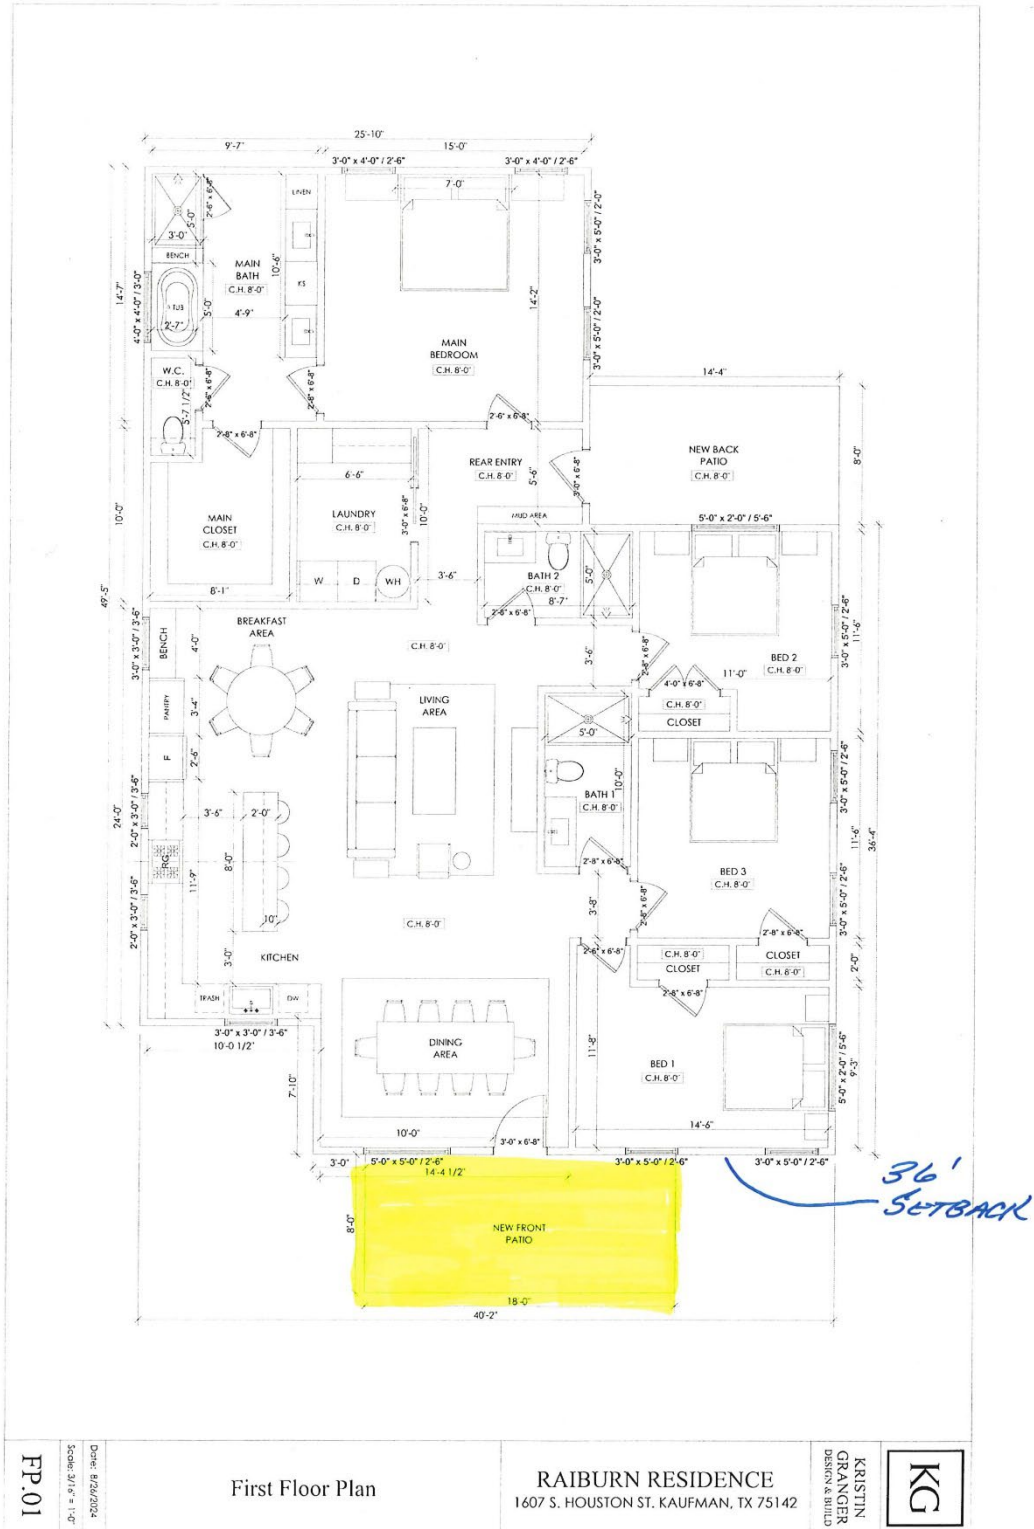 25'-10"
9'-7"
15'-0"
3'-0" x 4'-0" / 2'-6"
3'-0" x 4'-0" / 2'-6"
7'-0"
LINEN
2'-6" x 6'-8"
5'-0"
3'-0"
BENCH
3'-0" x 5'-0" / 2'-0"
MAIN
BATH
C.H. 8'-0"
10'-6"
KS
14'-7"
4'-0" x 4'-0" / 3'-0"
TUB
2'-7"
5'-0"
4'-9"
14'-2"
MAIN
BEDROOM
C.H. 8'-0"
3'-0" x 5'-0" / 2'-0"
W.C.
C.H. 8'-0"
5'-7 1/2"
2'-6" x 6'-8"
2'-8" x 6'-8"
14'-4"
2'-6" x 6'-8"
2'-8" x 6'-8"
REAR ENTRY
C.H. 8'-0"
5'-6"
3'-0" x 6'-8"
NEW BACK
PATIO
C.H. 8'-0"
8'-0"
6'-6"
LAUNDRY
C.H. 8'-0"
3'-0" x 6'-8"
10'-0"
10'-0"
MAIN
CLOSET
C.H. 8'-0"
MUD AREA
5'-0" x 2'-0" / 5'-6"
8'-1"
W
D
WH
3'-6"
BATH 2
C.H. 8'-0"
8'-7"
5'-0"
2'-8" x 6'-8"
49'-5"
3'-0" x 3'-0" / 3'-6"
BENCH
4'-0"
BREAKFAST
AREA
C.H. 8'-0"
3'-6"
2'-8" x 6'-8"
BED 2
C.H. 8'-0"
3'-0" x 5'-0" / 2'-6"
11'-6"
11'-0"
4'-0" x 6'-8"
C.H. 8'-0"
CLOSET
PANTRY
3'-4"
LIVING
AREA
5'-0"
F
2'-6"
10'-0"
BATH 1
C.H. 8'-0"
3'-0" x 5'-0" / 2'-6"
24'-0"
2'-0" x 3'-0" / 3'-6"
3'-6"
2'-0"
11'-6"
36'-4"
RG
8'-0"
11'-9"
2'-8" x 6'-8"
BED 3
C.H. 8'-0"
3'-0" x 5'-0" / 2'-6"
2'-0" x 3'-0" / 3'-6"
10"
C.H. 8'-0"
3'-8"
2'-8" x 6'-8"
2'-8" x 6'-8"
3'-0"
KITCHEN
2'-6" x 6'-8"
C.H. 8'-0"
CLOSET
CLOSET
C.H. 8'-0"
2'-0"
TRASH
S
DW
2'-8" x 6'-8"
3'-0" x 3'-0" / 3'-6"
10'-0 1/2"
DINING
AREA
11'-8"
BED 1
C.H. 8'-0"
5'-0" x 2'-0" / 5'-6"
9'-3"
7'-10"
14'-6"
10'-0"
3'-0" x 6'-8"
3'-0"
5'-0" x 5'-0" / 2'-6"
3'-0" x 5'-0" / 2'-6"
3'-0" x 5'-0" / 2'-6"
14'-4 1/2"
36'
SETBACK
8'-0"
NEW FRONT
PATIO
18'-0"
40'-2"
FP.01
Date: 8/26/2024
Scale: 3/16" = 1'-0"
First Floor Plan
RAIBURN RESIDENCE
1607 S. HOUSTON ST. KAUFMAN, TX 75142
KRISTIN
GRANGER
DESIGN & BUILD
KG